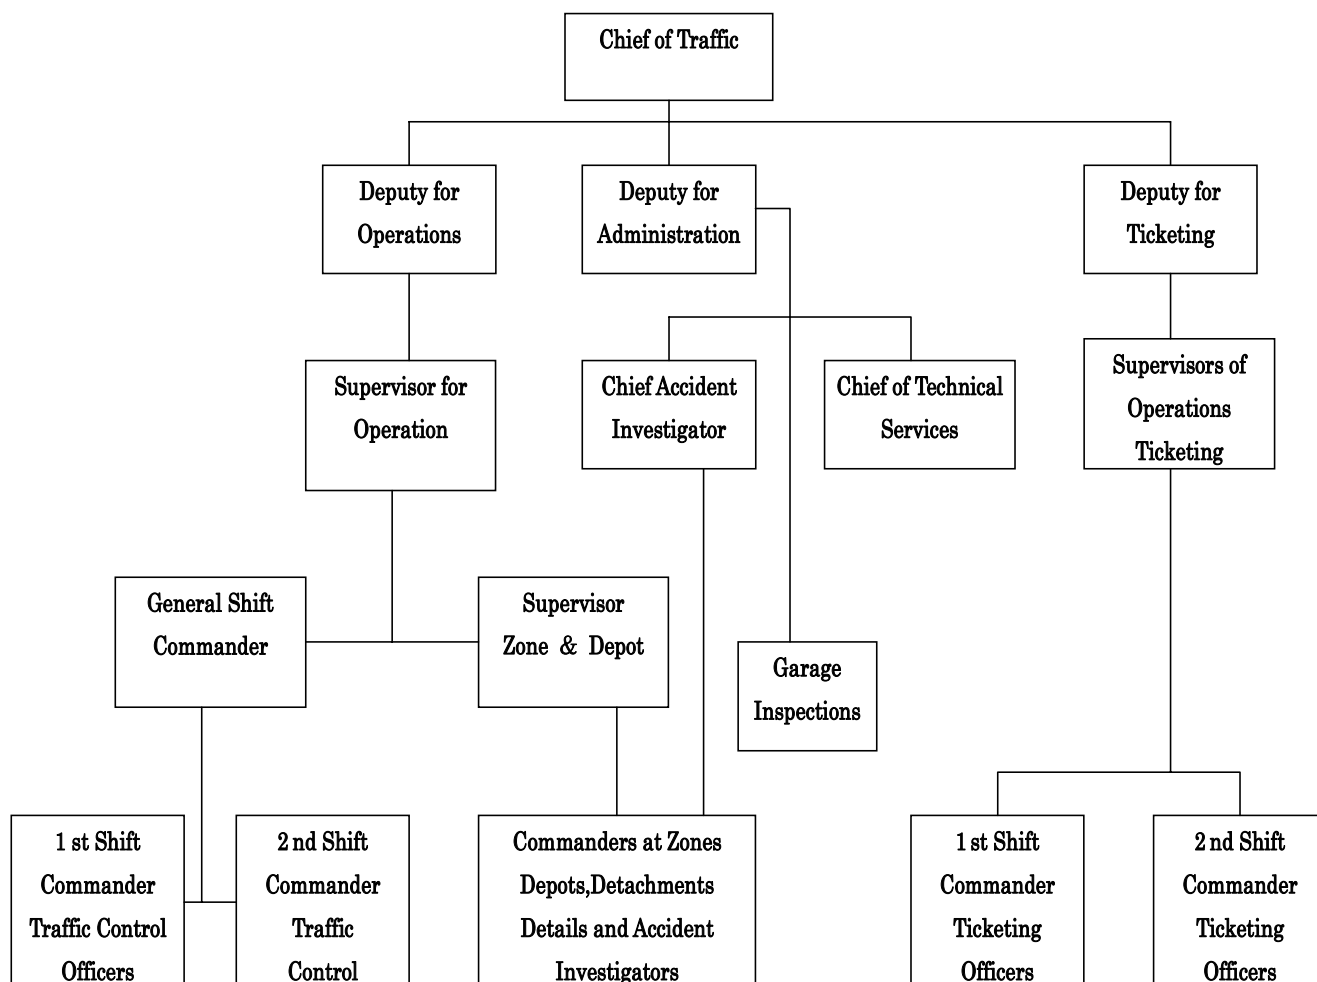 Chief of Traffic
Deputy for
Operations
Deputy for
Administration
Deputy for
Ticketing
Supervisor for
Operation
Chief Accident
Investigator
Chief of Technical
Services
Supervisors of
Operations
Ticketing
General Shift
Commander
Supervisor
Zone & Depot
Garage
Inspections
1 st Shift
Commander
Traffic Control
Officers
2 nd Shift
Commander
Traffic
Control
Commanders at Zones
Depots,Detachments
Details and Accident
Investigators
1 st Shift
Commander
Ticketing
Officers
2 nd Shift
Commander
Ticketing
Officers